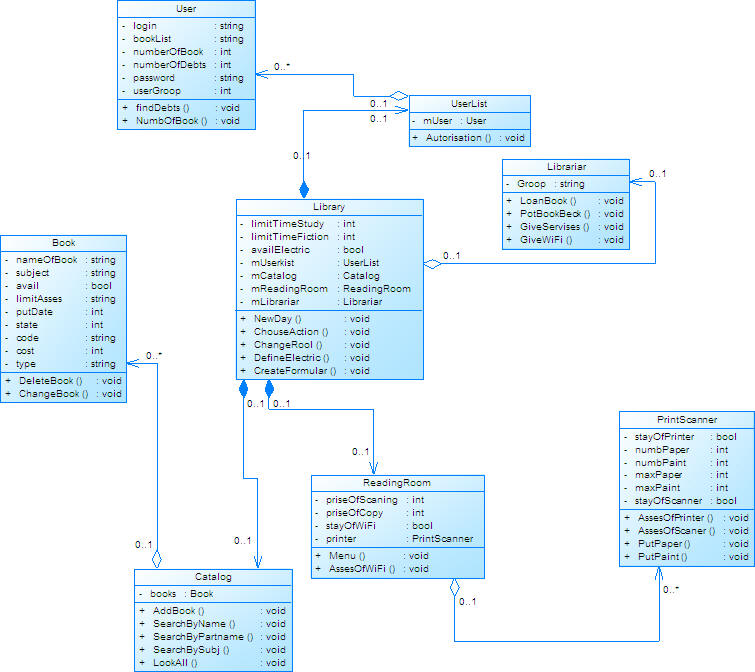 User
- login : string
- bookList : string
- numberOfBook : int
- numberOfDebts : int
- password : string
- userGroop : int
+ findDebts () : void
+ NumbOfBook () : void
0..*
0..1
0..1
UserList
- mUser : User
+ Autorisation () : void
0..1
Librariar
- Groop : string
+ LoanBook () : void
+ PotBookBeck () : void
+ GiveServises () : void
+ GiveWiFi () : void
0..1
0..1
Library
- limitTimeStudy : int
- limitTimeFiction : int
- availElectric : bool
- mUserkist : UserList
- mCatalog : Catalog
- mReadingRoom : ReadingRoom
- mLibrariar : Librariar
+ NewDay () : void
+ ChouseAction () : void
+ ChangeRool () : void
+ DefineElectric () : void
+ CreateFormular () : void
Book
- nameOfBook : string
- subject : string
- avail : bool
- limitAsses : string
- putDate : int
- state : int
- code : string
- cost : int
- type : string
+ DeleteBook () : void
+ ChangeBook () : void
0..*
0..1
0..1
0..1
0..1
0..1
ReadingRoom
- priseOfScaning : int
- priseOfCopy : int
- stayOfWiFi : bool
- printer : PrintScanner
+ Menu () : void
+ AssesOfWiFi () : void
0..1
PrintScanner
- stayOfPrinter : bool
- numbPaper : int
- numbPaint : int
- maxPaper : int
- maxPaint : int
- stayOfScanner : bool
+ AssesOfPrinter () : void
+ AssesOfScaner () : void
+ PutPaper () : void
+ PutPaint () : void
0..*
Catalog
- books : Book
+ AddBook () : void
+ SearchByName () : void
+ SearchByPartname () : void
+ SearchBySubj () : void
+ LookAll () : void